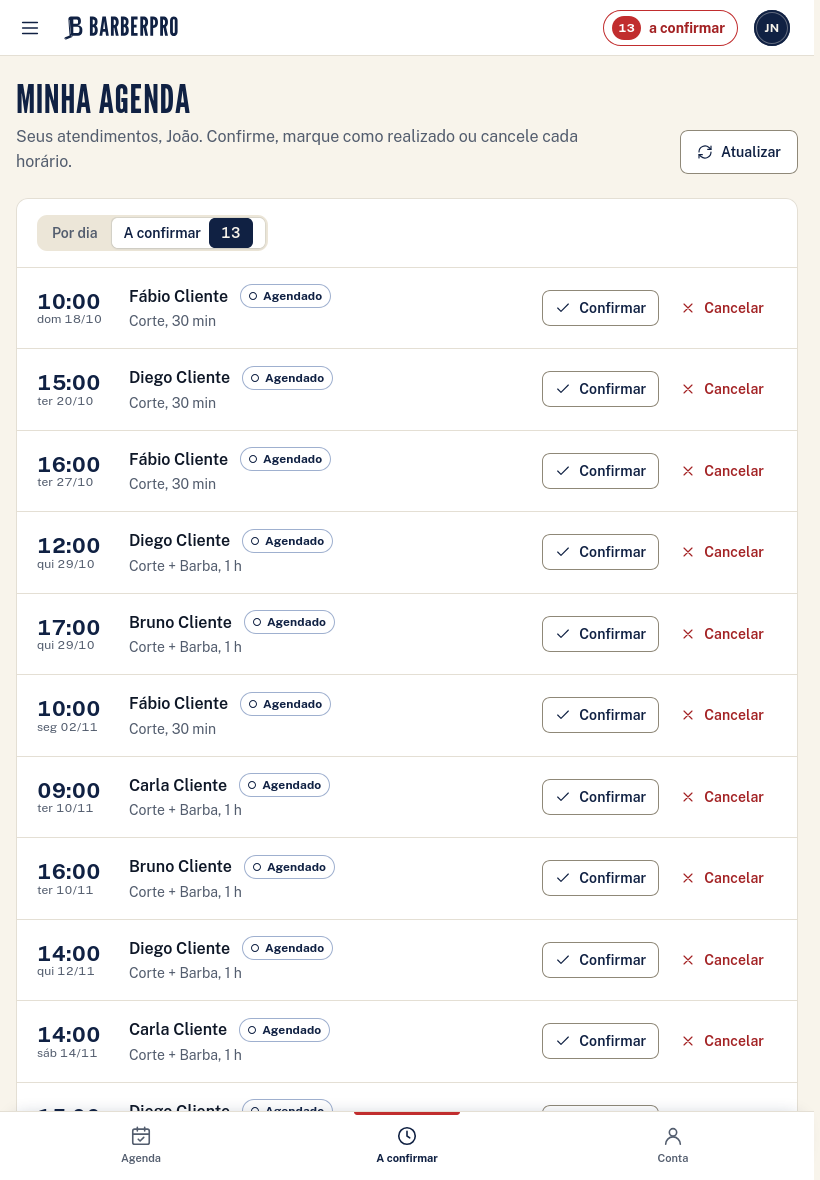 BARBERPRO
13 a confirmar
JN
MINHA AGENDA
Seus atendimentos, João. Confirme, marque como realizado ou cancele cada
horário.
Atualizar
Por dia
A confirmar 13
10:00
dom 18/10
Fábio Cliente
Agendado
Corte, 30 min
Confirmar
Cancelar
15:00
ter 20/10
Diego Cliente
Agendado
Corte, 30 min
Confirmar
Cancelar
16:00
ter 27/10
Fábio Cliente
Agendado
Corte, 30 min
Confirmar
Cancelar
12:00
qui 29/10
Diego Cliente
Agendado
Corte + Barba, 1 h
Confirmar
Cancelar
17:00
qui 29/10
Bruno Cliente
Agendado
Corte + Barba, 1 h
Confirmar
Cancelar
10:00
seg 02/11
Fábio Cliente
Agendado
Corte, 30 min
Confirmar
Cancelar
09:00
ter 10/11
Carla Cliente
Agendado
Corte + Barba, 1 h
Confirmar
Cancelar
16:00
ter 10/11
Bruno Cliente
Agendado
Corte + Barba, 1 h
Confirmar
Cancelar
14:00
qui 12/11
Diego Cliente
Agendado
Corte + Barba, 1 h
Confirmar
Cancelar
14:00
sáb 14/11
Carla Cliente
Agendado
Corte + Barba, 1 h
Confirmar
Cancelar
Diego Cliente
Agendado
Agenda
A confirmar
Conta